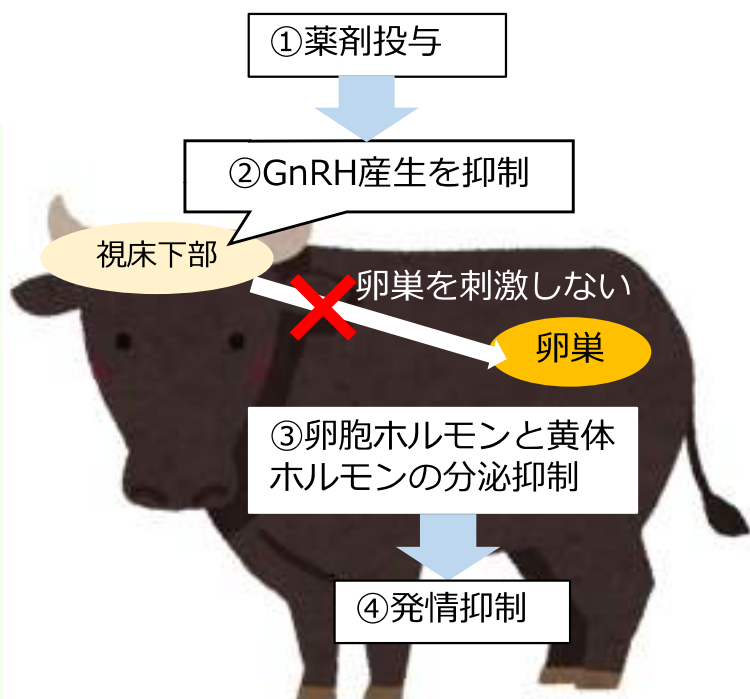 ①薬剤投与
②GnRH産生を抑制
視床下部
卵巣を刺激しない
卵巣
③卵胞ホルモンと黄体
ホルモンの分泌抑制
④発情抑制